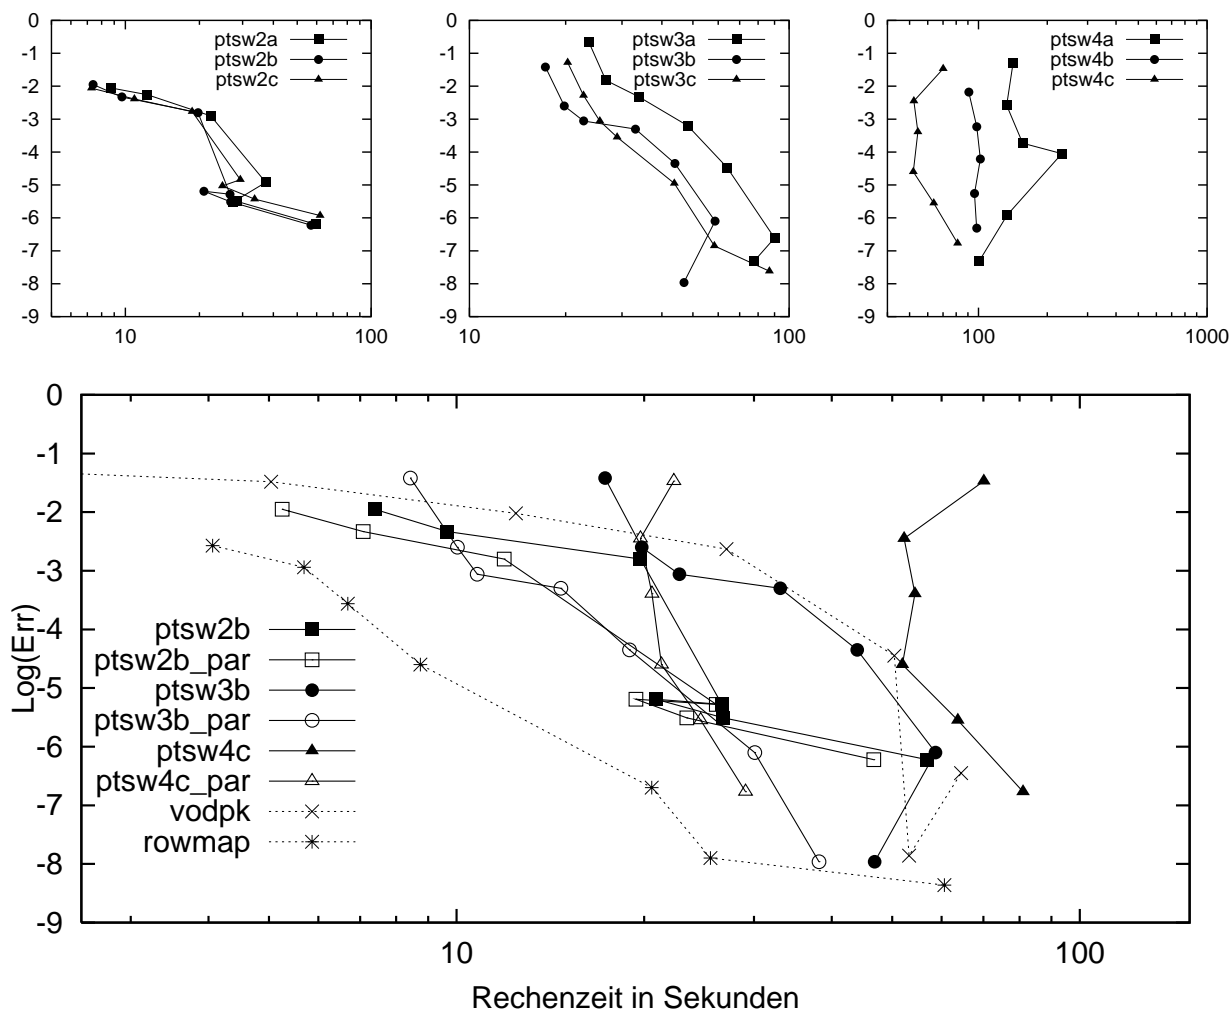 0
-1
-2
-3
-4
-5
-6
-7
-8
-9
10
100
ptsw2a
ptsw2b
ptsw2c
0
-1
-2
-3
-4
-5
-6
-7
-8
-9
10
100
ptsw3a
ptsw3b
ptsw3c
0
-1
-2
-3
-4
-5
-6
-7
-8
-9
100
1000
ptsw4a
ptsw4b
ptsw4c
0
-1
-2
-3
-4
-5
-6
-7
-8
-9
Log(Err)
ptsw2b
ptsw2b_par
ptsw3b
ptsw3b_par
ptsw4c
ptsw4c_par
vodpk
rowmap
10
100
Rechenzeit in Sekunden